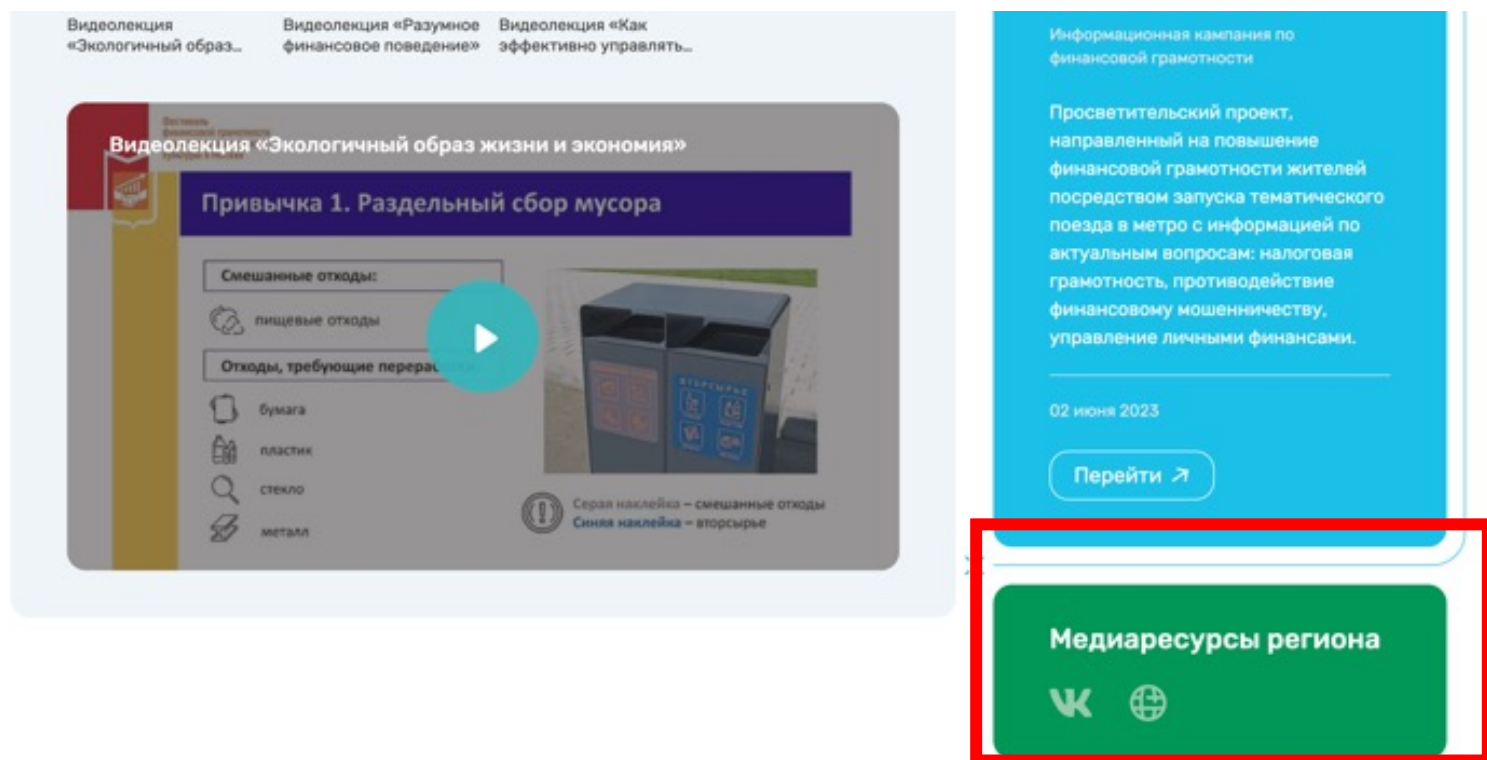 Видеолекция
«Экологичный образ…
Видеолекция «Разумное
финансовое поведение»
Видеолекция «Как
эффективно управлять…
Видеолекция «Экологичный образ жизни и экономия»
Привычка 1. Раздельный сбор мусора
Смешанные отходы:
пищевые отходы
Отходы, требующие
бумага
пластик
стекло
металл
ВТОРСЫРЬЕ
Серая наклейка – смешанные отходы
Синяя наклейка – вторсырье
Информационная кампания по
финансовой грамотности
Просветительский проект,
направленный на повышение
финансовой грамотности жителей
посредством запуска тематического
поезда в метро с информацией по
актуальным вопросам: налоговая
грамотность, противодействие
финансовому мошенничеству,
управление личными финансами.
02 июня 2023
Перейти
Медиаресурсы региона